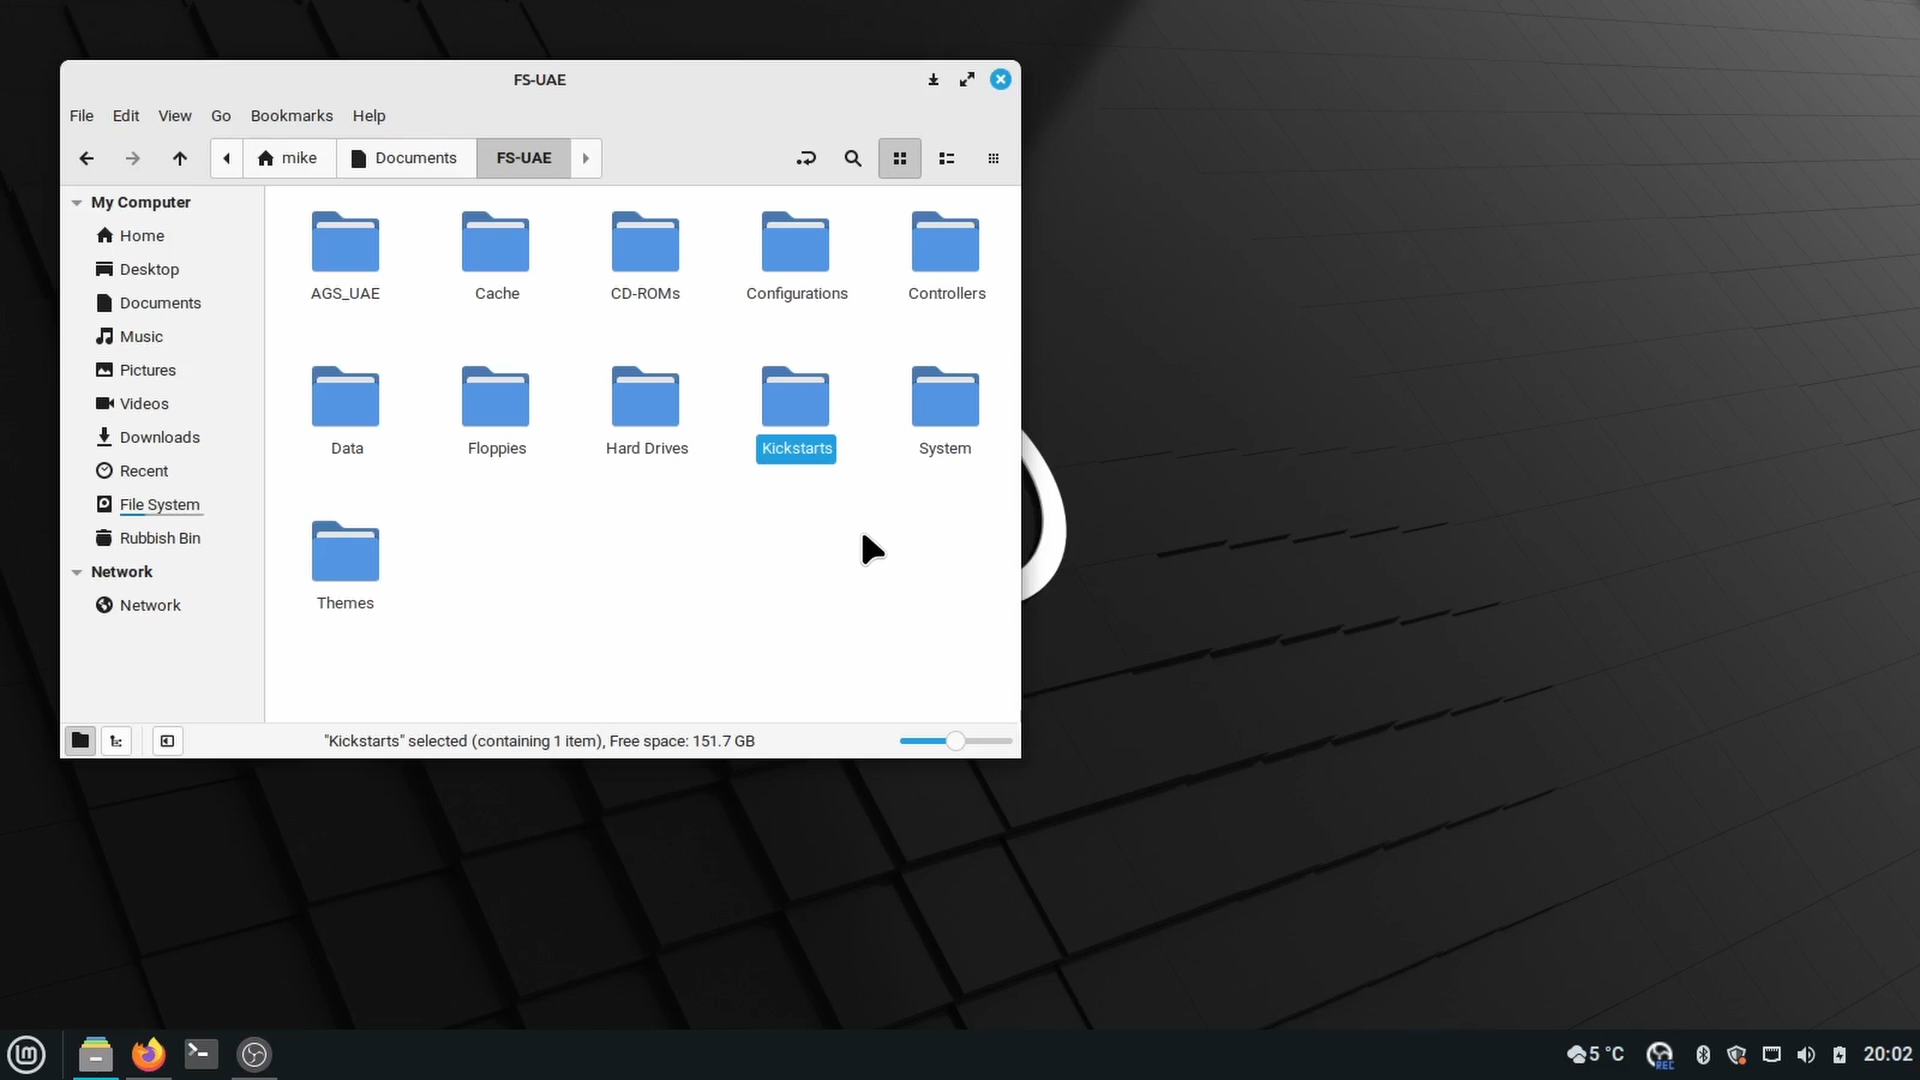 FS-UAE
File Edit View Go Bookmarks Help
mike Documents FS-UAE
My Computer
Home
Desktop
Documents
Music
Pictures
Videos
Downloads
Recent
File System
Rubbish Bin
Network
Network
AGS_UAE Cache CD-ROMs Configurations Controllers
Data Floppies Hard Drives Kickstarts System
Themes
"Kickstarts" selected (containing 1 item), Free space: 151.7 GB
lm 5 °C REC 20:02